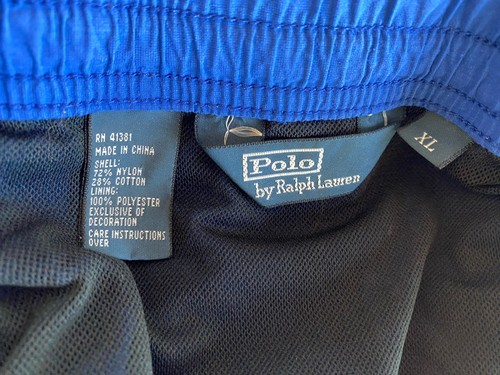 RN 41381
MADE IN CHINA
SHELL:
72% NYLON
28% COTTON
LINING:
100% POLYESTER
EXCLUSIVE OF
DECORATION
CARE INSTRUCTIONS
OVER
Polo
by Ralph Lauren
XL